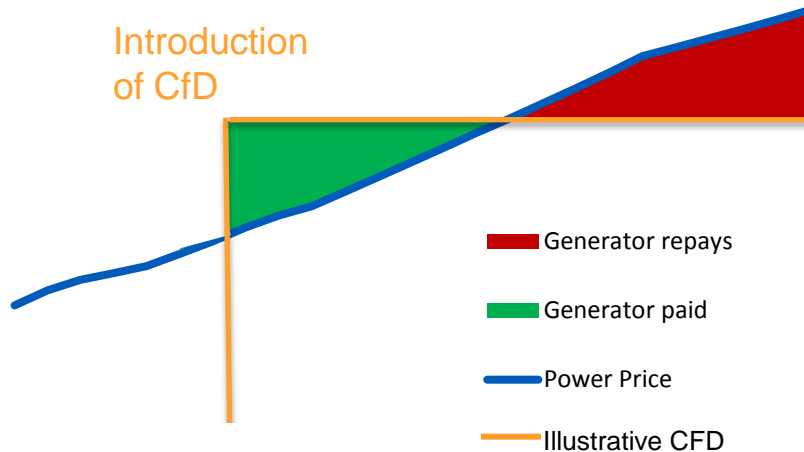 Introduction
of CfD
Generator repays
Generator paid
Power Price
Illustrative CFD